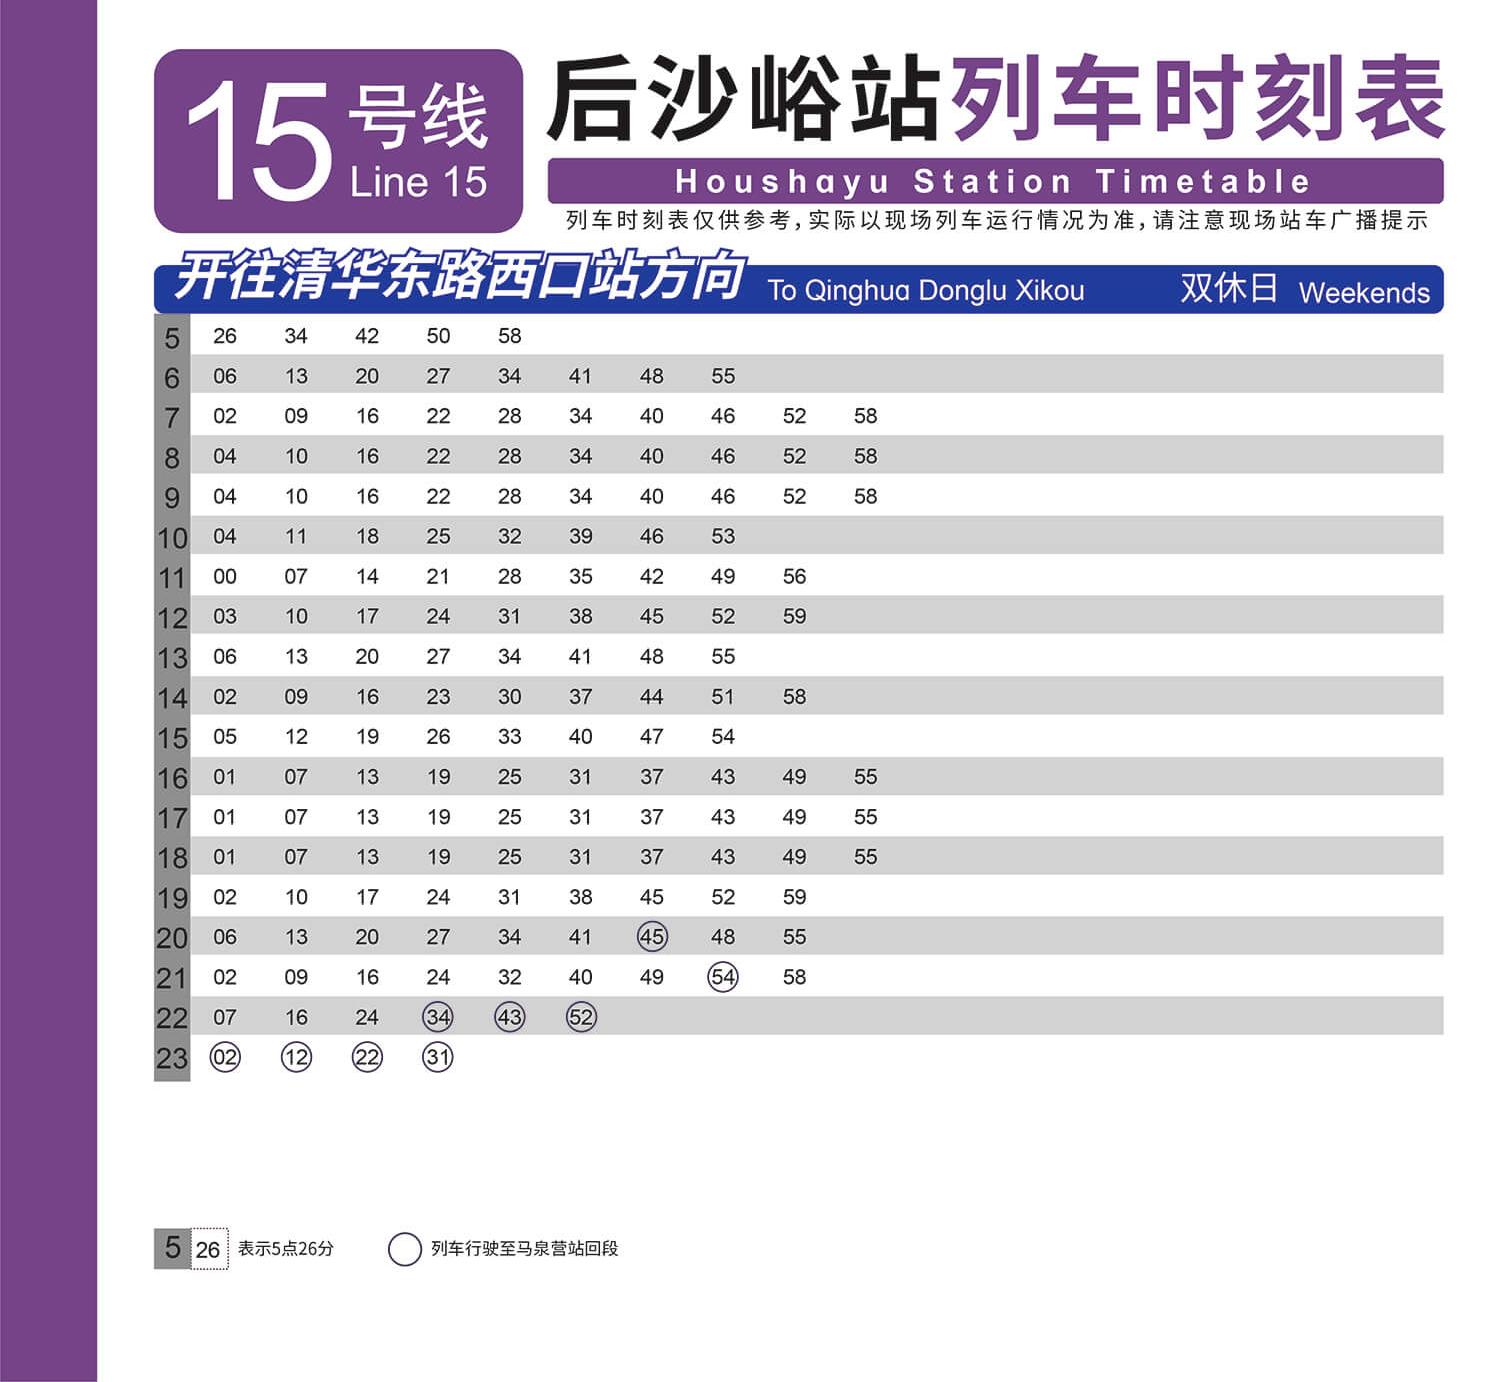 15 号线
Line 15
后沙峪站列车时刻表
Houshayu Station Timetable
列车时刻表仅供参考,实际以现场列车运行情况为准,请注意现场站车广播提示
开往清华东路西口站方向 To Qinghua Donglu Xikou 双休日 Weekends
5 26 34 42 50 58
6 06 13 20 27 34 41 48 55
7 02 09 16 22 28 34 40 46 52 58
8 04 10 16 22 28 34 40 46 52 58
9 04 10 16 22 28 34 40 46 52 58
10 04 11 18 25 32 39 46 53
11 00 07 14 21 28 35 42 49 56
12 03 10 17 24 31 38 45 52 59
13 06 13 20 27 34 41 48 55
14 02 09 16 23 30 37 44 51 58
15 05 12 19 26 33 40 47 54
16 01 07 13 19 25 31 37 43 49 55
17 01 07 13 19 25 31 37 43 49 55
18 01 07 13 19 25 31 37 43 49 55
19 02 10 17 24 31 38 45 52 59
20 06 13 20 27 34 41 45 48 55
21 02 09 16 24 32 40 49 54 58
22 07 16 24 34 43 52
23 02 12 22 31
5 26 表示5点26分 列车行驶至马泉营站回段